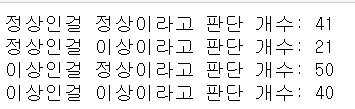 정상인걸 정상이라고 판단 개수: 41
정상인걸 이상이라고 판단 개수: 21
이상인걸 정상이라고 판단 개수: 50
이상인걸 이상이라고 판단 개수: 40